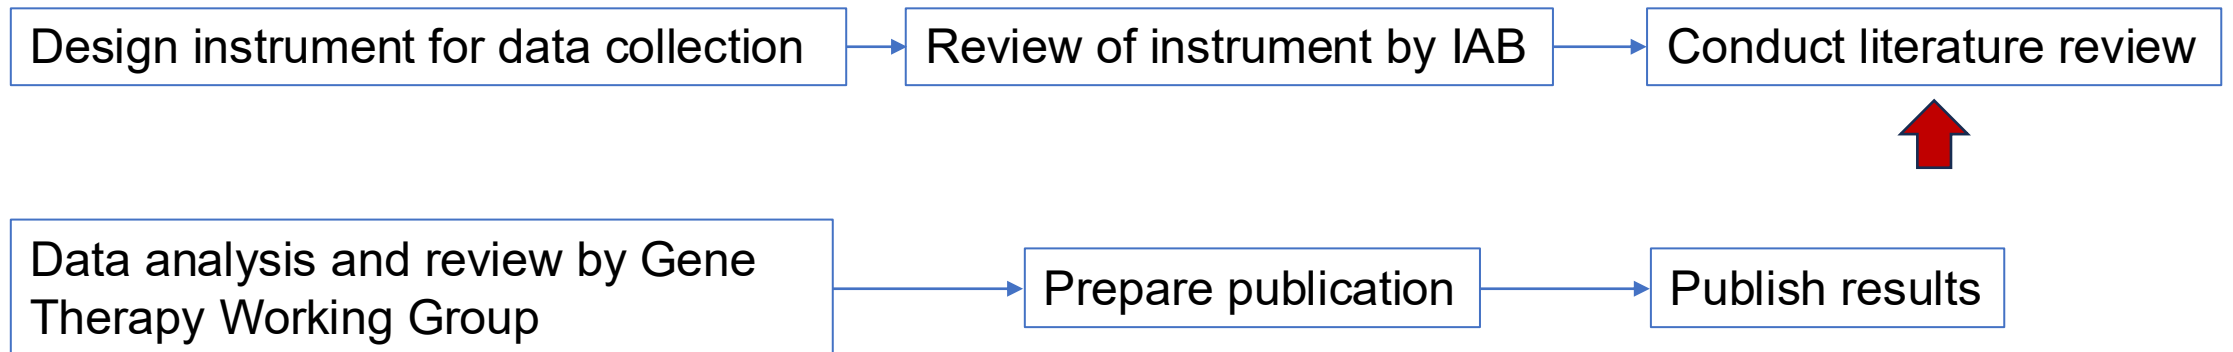 Design instrument for data collection
Review of instrument by IAB
Conduct literature review
Data analysis and review by Gene
Therapy Working Group
Prepare publication
Publish results